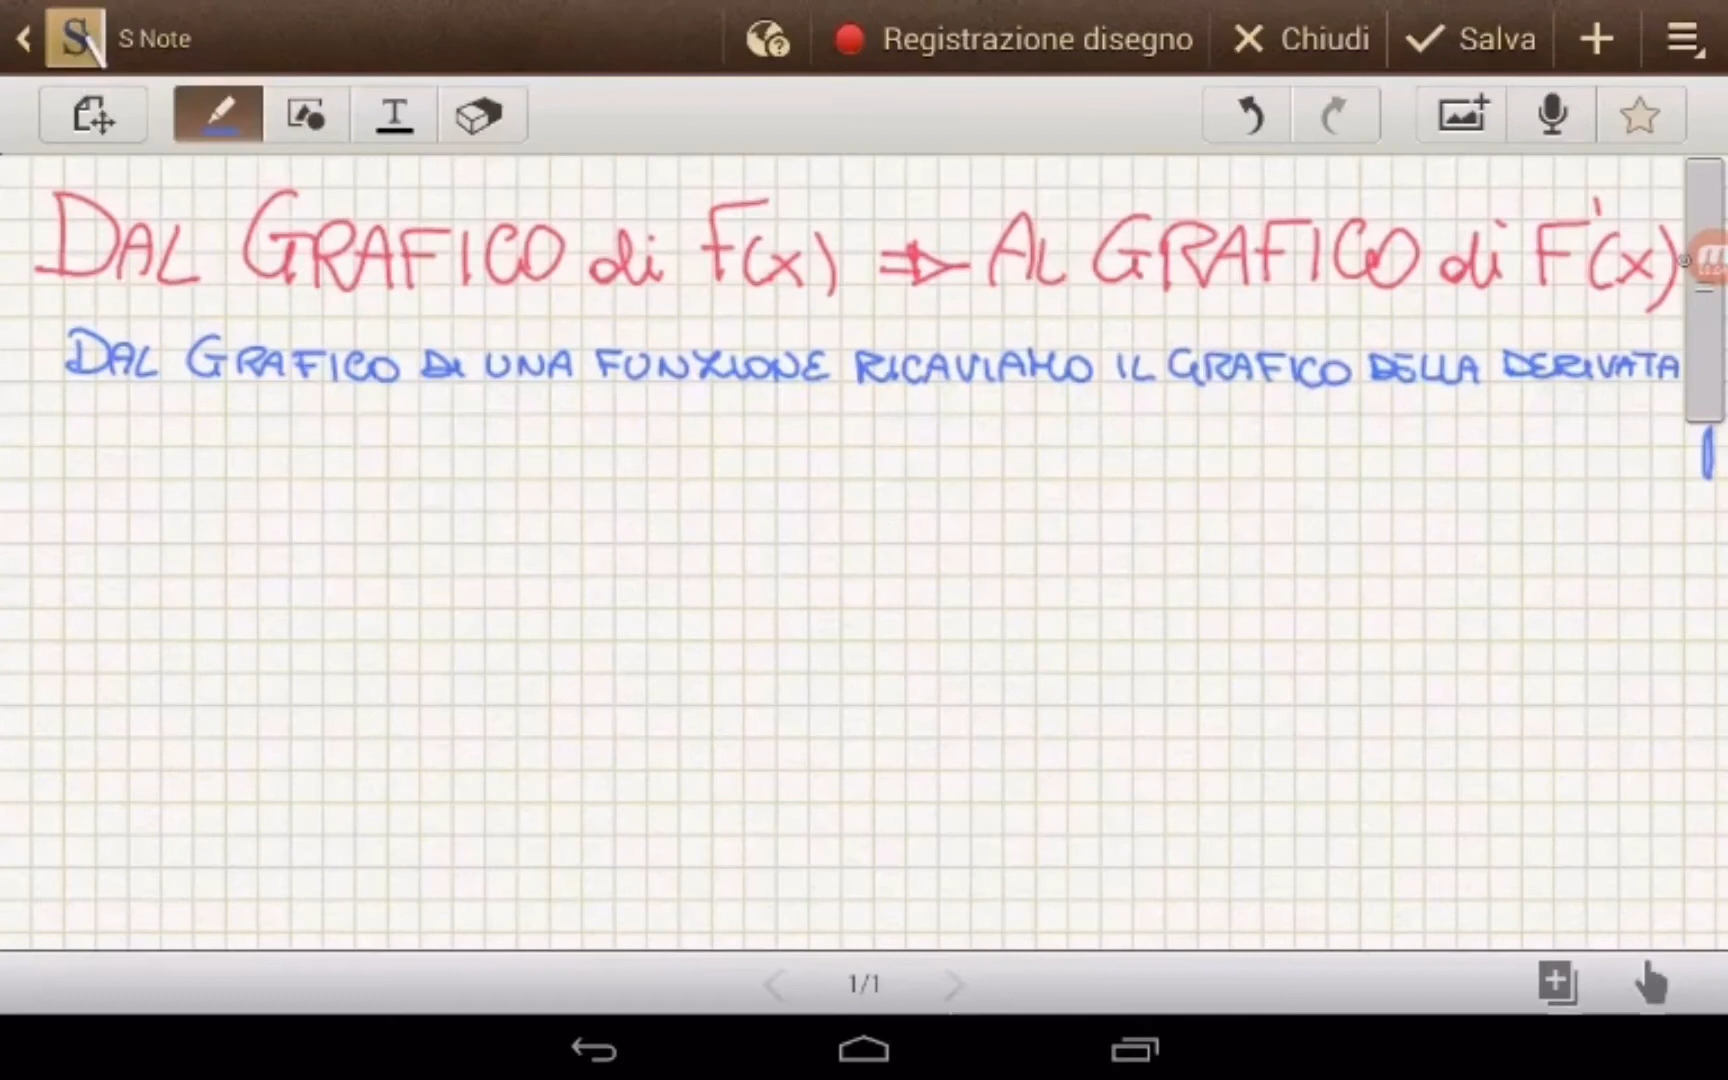 S Note
Registrazione disegno
Chiudi
Salva
T
DAL GRAFICO di F(x) ⇒ AL GRAFICO di F'(x)
DAL GRAFICO DI UNA FUNZIONE RICAVIAMO IL GRAFICO DELLA DERIVATA
1/1